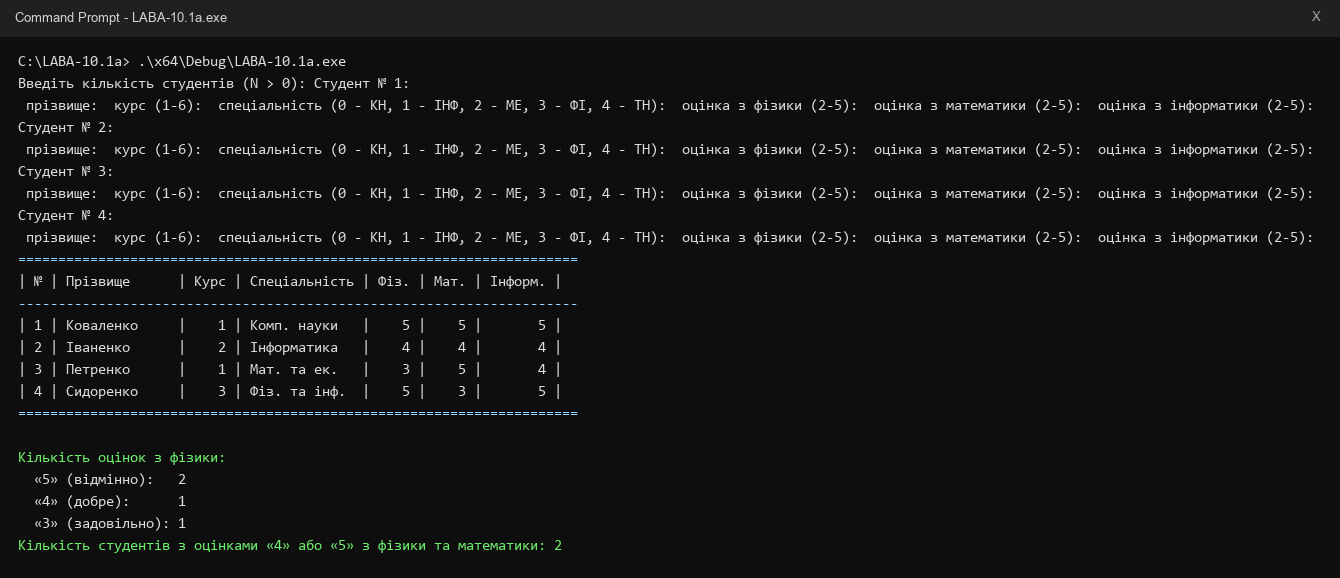 Command Prompt - LABA-10.1a.exe X
C:\LABA-10.1a> .\x64\Debug\LABA-10.1a.exe
Введіть кількість студентів (N > 0): Студент № 1:
прізвище:  курс (1-6):  спеціальність (0 - КН, 1 - ІНФ, 2 - МЕ, 3 - ФІ, 4 - ТН):  оцінка з фізики (2-5):  оцінка з математики (2-5):  оцінка з інформатики (2-5):
Студент № 2:
прізвище:  курс (1-6):  спеціальність (0 - КН, 1 - ІНФ, 2 - МЕ, 3 - ФІ, 4 - ТН):  оцінка з фізики (2-5):  оцінка з математики (2-5):  оцінка з інформатики (2-5):
Студент № 3:
прізвище:  курс (1-6):  спеціальність (0 - КН, 1 - ІНФ, 2 - МЕ, 3 - ФІ, 4 - ТН):  оцінка з фізики (2-5):  оцінка з математики (2-5):  оцінка з інформатики (2-5):
Студент № 4:
прізвище:  курс (1-6):  спеціальність (0 - КН, 1 - ІНФ, 2 - МЕ, 3 - ФІ, 4 - ТН):  оцінка з фізики (2-5):  оцінка з математики (2-5):  оцінка з інформатики (2-5):
======================================================================
| № | Прізвище      | Курс | Спеціальність | Фіз. | Мат. | Інформ. |
----------------------------------------------------------------------
| 1 | Коваленко     |    1 | Комп. науки   |    5 |    5 |       5 |
| 2 | Іваненко      |    2 | Інформатика   |    4 |    4 |       4 |
| 3 | Петренко      |    1 | Мат. та ек.   |    3 |    5 |       4 |
| 4 | Сидоренко     |    3 | Фіз. та інф.  |    5 |    3 |       5 |
======================================================================
Кількість оцінок з фізики:
«5» (відмінно):   2
«4» (добре):      1
«3» (задовільно): 1
Кількість студентів з оцінками «4» або «5» з фізики та математики: 2